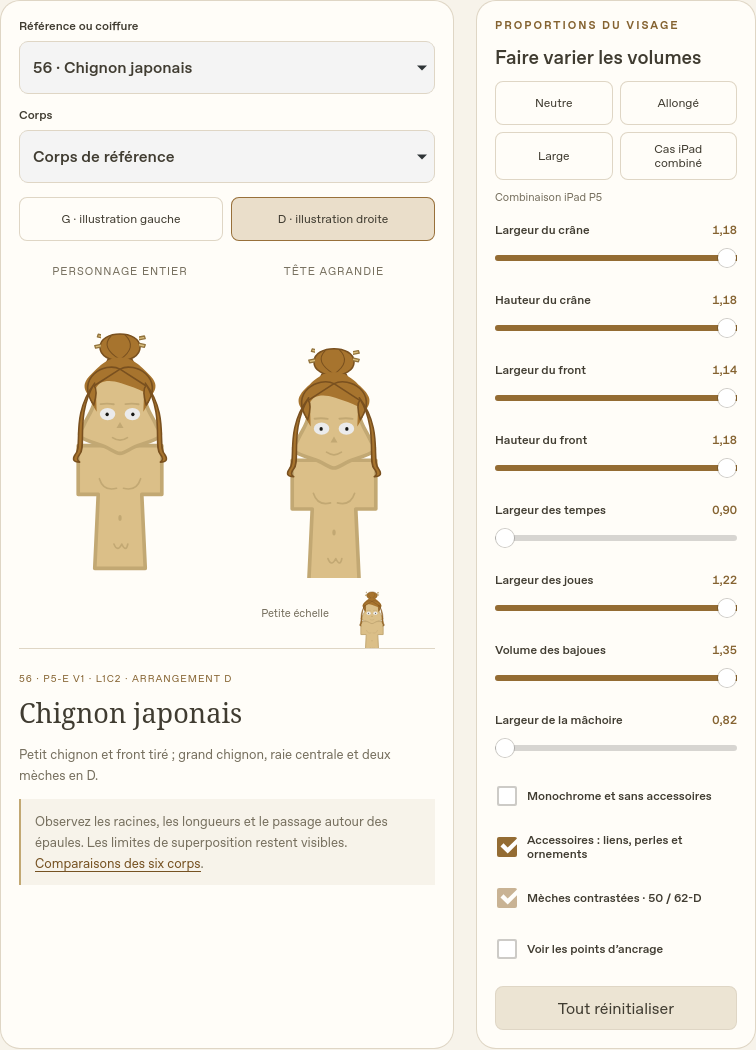 Référence ou coiffure
56 · Chignon japonais
Corps
Corps de référence
G · illustration gauche
D · illustration droite
PERSONNAGE ENTIER
TÊTE AGRANDIE
Petite échelle
56 · P5-E V1 · L1C2 · ARRANGEMENT D
Chignon japonais
Petit chignon et front tiré ; grand chignon, raie centrale et deux
mèches en D.
Observez les racines, les longueurs et le passage autour des
épaules. Les limites de superposition restent visibles.
Comparaisons des six corps.
PROPORTIONS DU VISAGE
Faire varier les volumes
Neutre
Allongé
Large
Cas iPad
combiné
Combinaison iPad P5
Largeur du crâne 1,18
Hauteur du crâne 1,18
Largeur du front 1,14
Hauteur du front 1,18
Largeur des tempes 0,90
Largeur des joues 1,22
Volume des bajoues 1,35
Largeur de la mâchoire 0,82
Monochrome et sans accessoires
Accessoires : liens, perles et
ornements
Mèches contrastées · 50 / 62-D
Voir les points d’ancrage
Tout réinitialiser